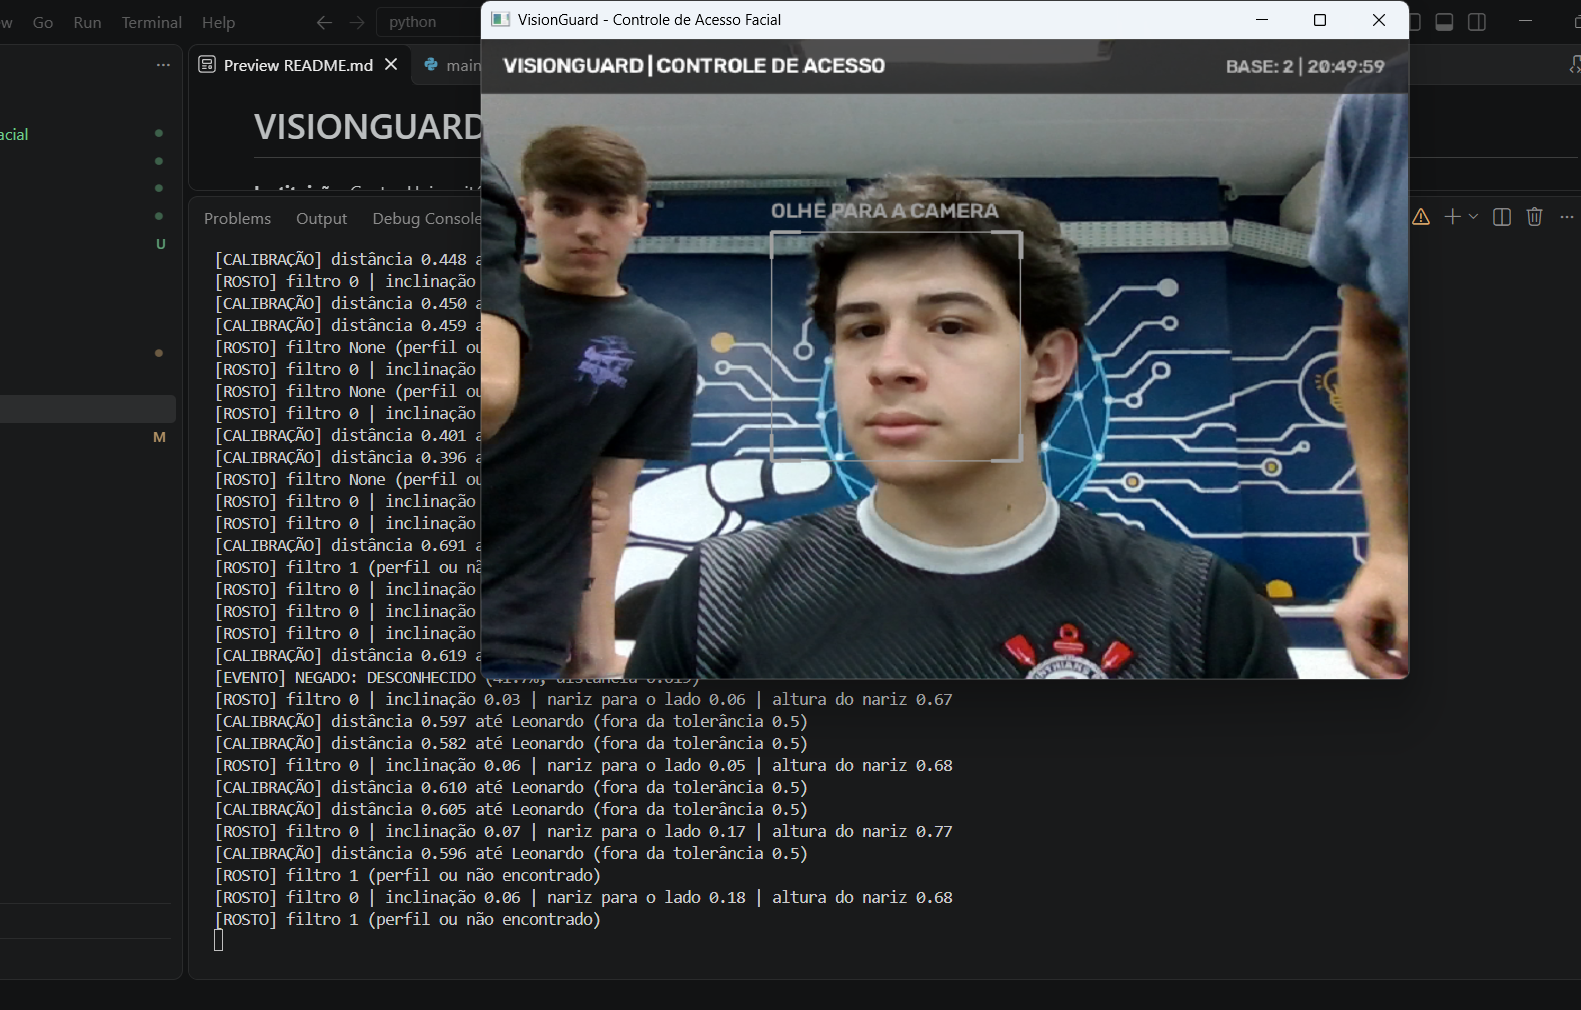 Go Run Terminal Help
python
VisionGuard - Controle de Acesso Facial
Preview README.md
main
VISIONGUARD | CONTROLE DE ACESSO
BASE: 2 | 20:49:59
VISIONGUARD
acial
OLHE PARA A CAMERA
Problems Output Debug Console
U
M
[CALIBRAÇÃO] distância 0.448 a
[ROSTO] filtro 0 | inclinação
[CALIBRAÇÃO] distância 0.450 a
[CALIBRAÇÃO] distância 0.459 a
[ROSTO] filtro None (perfil ou
[ROSTO] filtro 0 | inclinação
[ROSTO] filtro None (perfil ou
[ROSTO] filtro 0 | inclinação
[CALIBRAÇÃO] distância 0.401 a
[CALIBRAÇÃO] distância 0.396 a
[ROSTO] filtro None (perfil ou
[ROSTO] filtro 0 | inclinação
[ROSTO] filtro 0 | inclinação
[CALIBRAÇÃO] distância 0.691 a
[ROSTO] filtro 1 (perfil ou nã
[ROSTO] filtro 0 | inclinação
[ROSTO] filtro 0 | inclinação
[ROSTO] filtro 0 | inclinação
[CALIBRAÇÃO] distância 0.619 a
[EVENTO] NEGADO: DESCONHECIDO
[ROSTO] filtro 0 | inclinação 0.03 | nariz para o lado 0.06 | altura do nariz 0.67
[CALIBRAÇÃO] distância 0.597 até Leonardo (fora da tolerância 0.5)
[CALIBRAÇÃO] distância 0.582 até Leonardo (fora da tolerância 0.5)
[ROSTO] filtro 0 | inclinação 0.06 | nariz para o lado 0.05 | altura do nariz 0.68
[CALIBRAÇÃO] distância 0.610 até Leonardo (fora da tolerância 0.5)
[CALIBRAÇÃO] distância 0.605 até Leonardo (fora da tolerância 0.5)
[ROSTO] filtro 0 | inclinação 0.07 | nariz para o lado 0.17 | altura do nariz 0.77
[CALIBRAÇÃO] distância 0.596 até Leonardo (fora da tolerância 0.5)
[ROSTO] filtro 1 (perfil ou não encontrado)
[ROSTO] filtro 0 | inclinação 0.06 | nariz para o lado 0.18 | altura do nariz 0.68
[ROSTO] filtro 1 (perfil ou não encontrado)